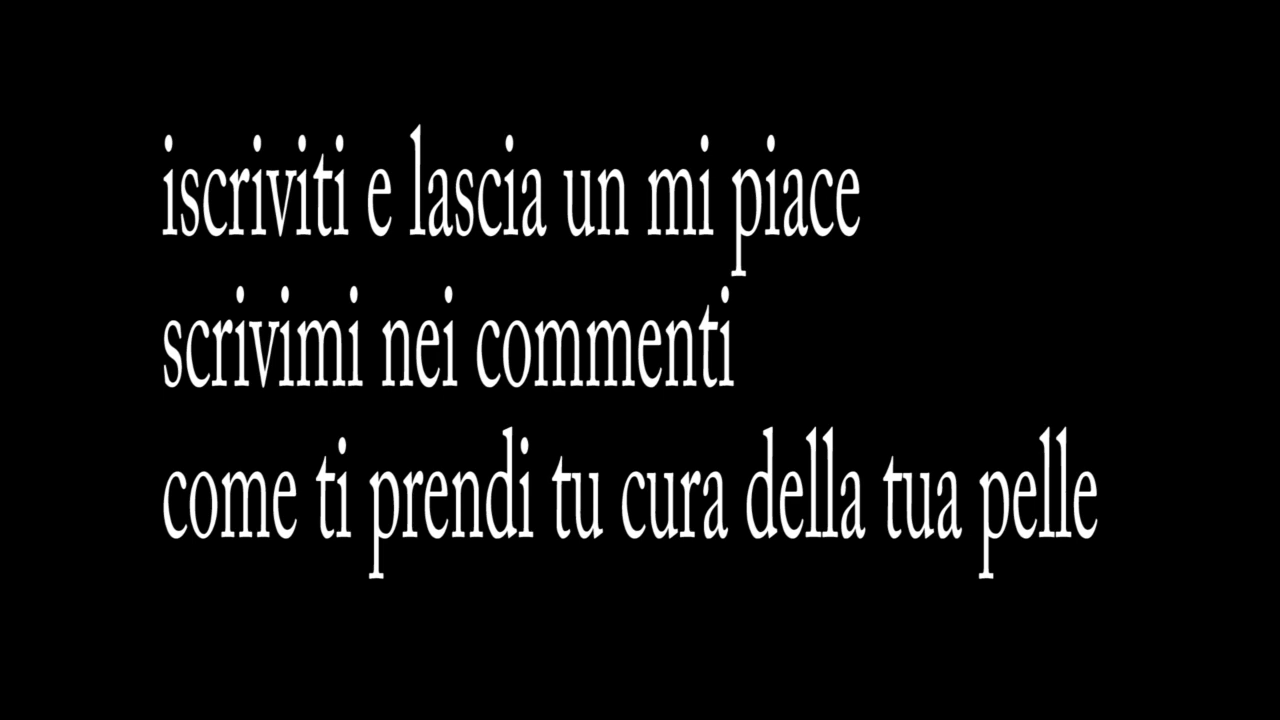 iscriviti e lascia un mi piace
scrivimi nei commenti
come ti prendi tu cura della tua pelle